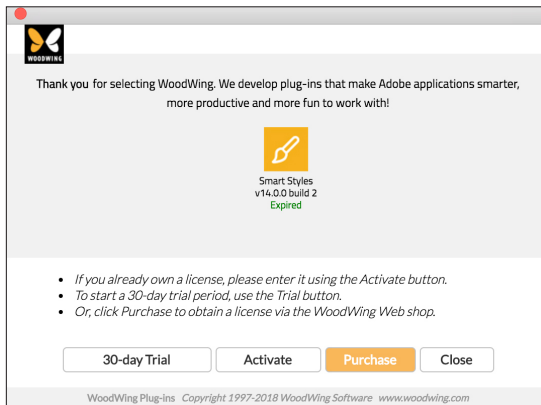 WOODWING
Thank you for selecting WoodWing. We develop plug-ins that make Adobe applications smarter,
more productive and more fun to work with!
Smart Styles
v14.0.0 build 2
Expired
• If you already own a license, please enter it using the Activate button.
• To start a 30-day trial period, use the Trial button.
• Or, click Purchase to obtain a license via the WoodWing Web shop.
30-day Trial Activate Purchase Close
WoodWing Plug-ins Copyright 1997-2018 WoodWing Software www.woodwing.com